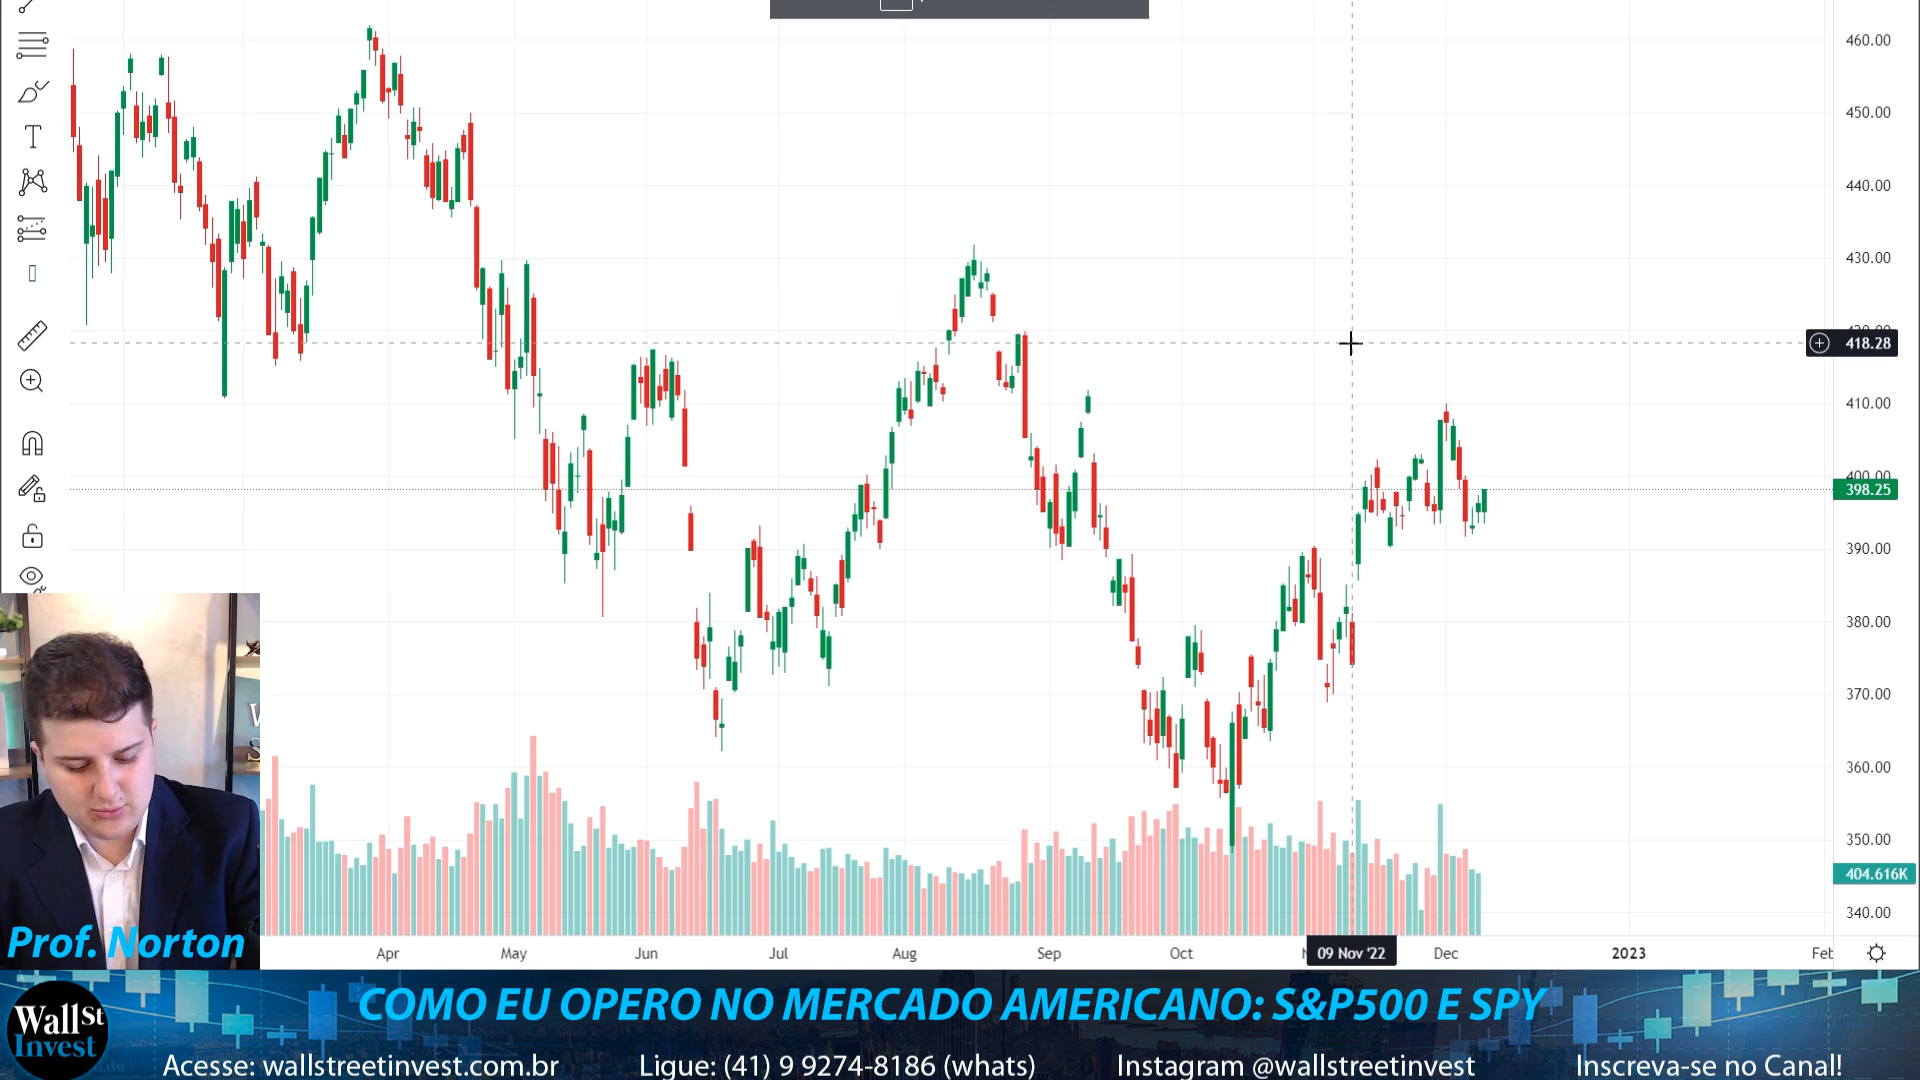 460.00
450.00
440.00
430.00
418.28
410.00
400.00
398.25
390.00
380.00
370.00
360.00
350.00
404.616K
340.00
Apr
May
Jun
Jul
Aug
Sep
Oct
09 Nov '22
Dec
2023
Feb
Prof. Norton
COMO EU OPERO NO MERCADO AMERICANO: S&P500 E SPY
Wall St
Invest
Acesse: wallstreetinvest.com.br
Ligue: (41) 9 9274-8186 (whats)
Instagram @wallstreetinvest
Inscreva-se no Canal!